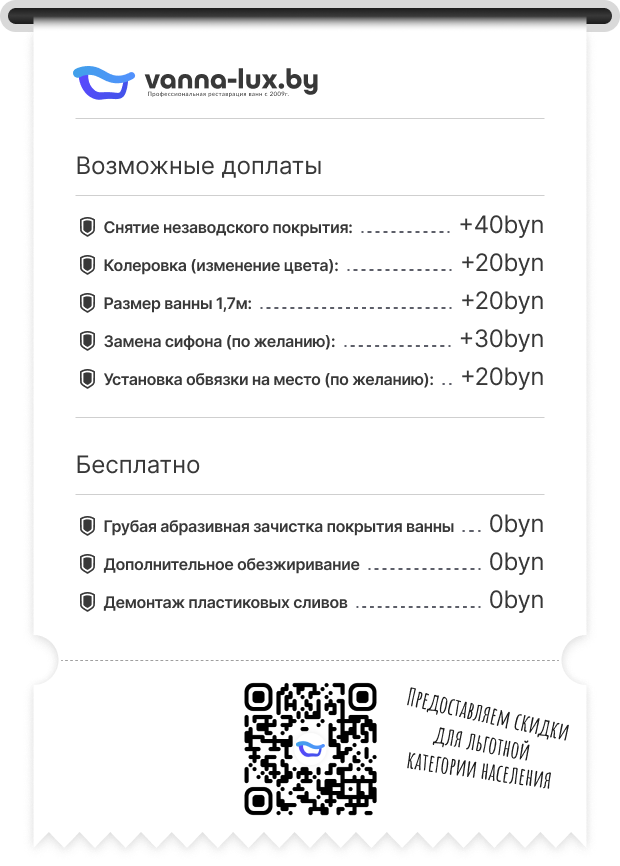 vanna-lux.by
Профессиональная реставрация ванн с 2009г.
Возможные доплаты
Снятие незаводского покрытия: +40byn
Колеровка (изменение цвета): +20byn
Размер ванны 1,7м: +20byn
Замена сифона (по желанию): +30byn
Установка обвязки на место (по желанию): +20byn
Бесплатно
Грубая абразивная зачистка покрытия ванны 0byn
Дополнительное обезжиривание 0byn
Демонтаж пластиковых сливов 0byn
Предоставляем скидки
для льготной
категории населения